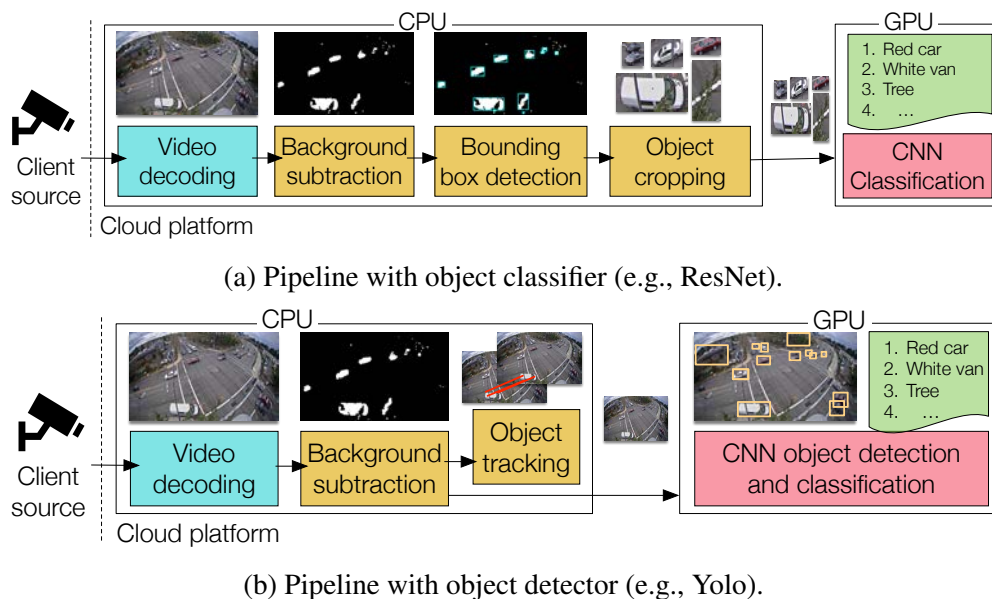 CPU
GPU
1. Red car
2. White van
3. Tree
4. ...
Client
source
Video
decoding
Background
subtraction
Bounding
box detection
Object
cropping
CNN
Classification
Cloud platform
(a) Pipeline with object classifier (e.g., ResNet).
CPU
GPU
1. Red car
2. White van
3. Tree
4. ...
Client
source
Video
decoding
Background
subtraction
Object
tracking
CNN object detection
and classification
Cloud platform
(b) Pipeline with object detector (e.g., Yolo).